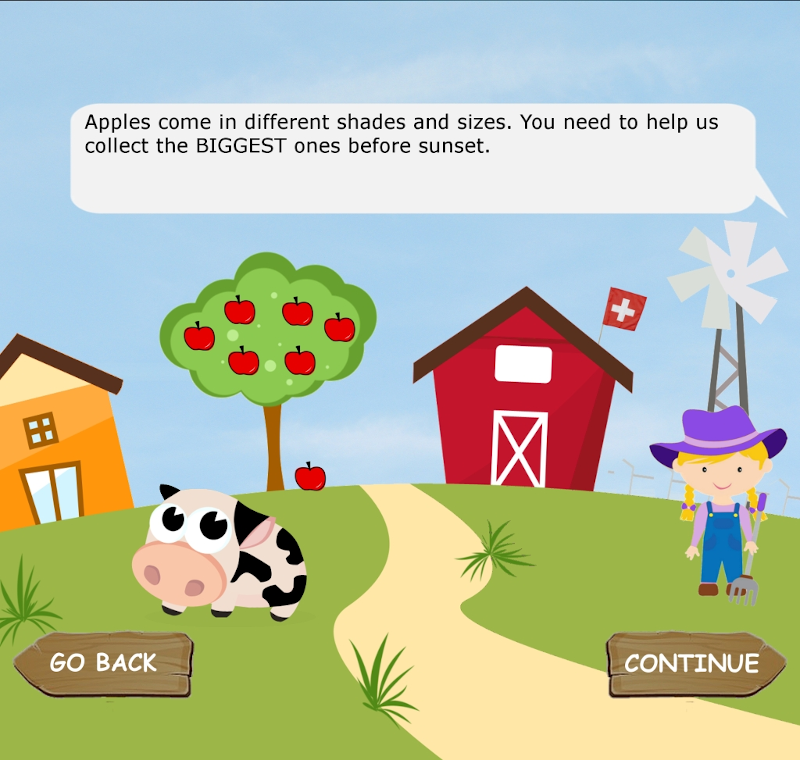 Apples come in different shades and sizes. You need to help us
collect the BIGGEST ones before sunset.
GO BACK
CONTINUE